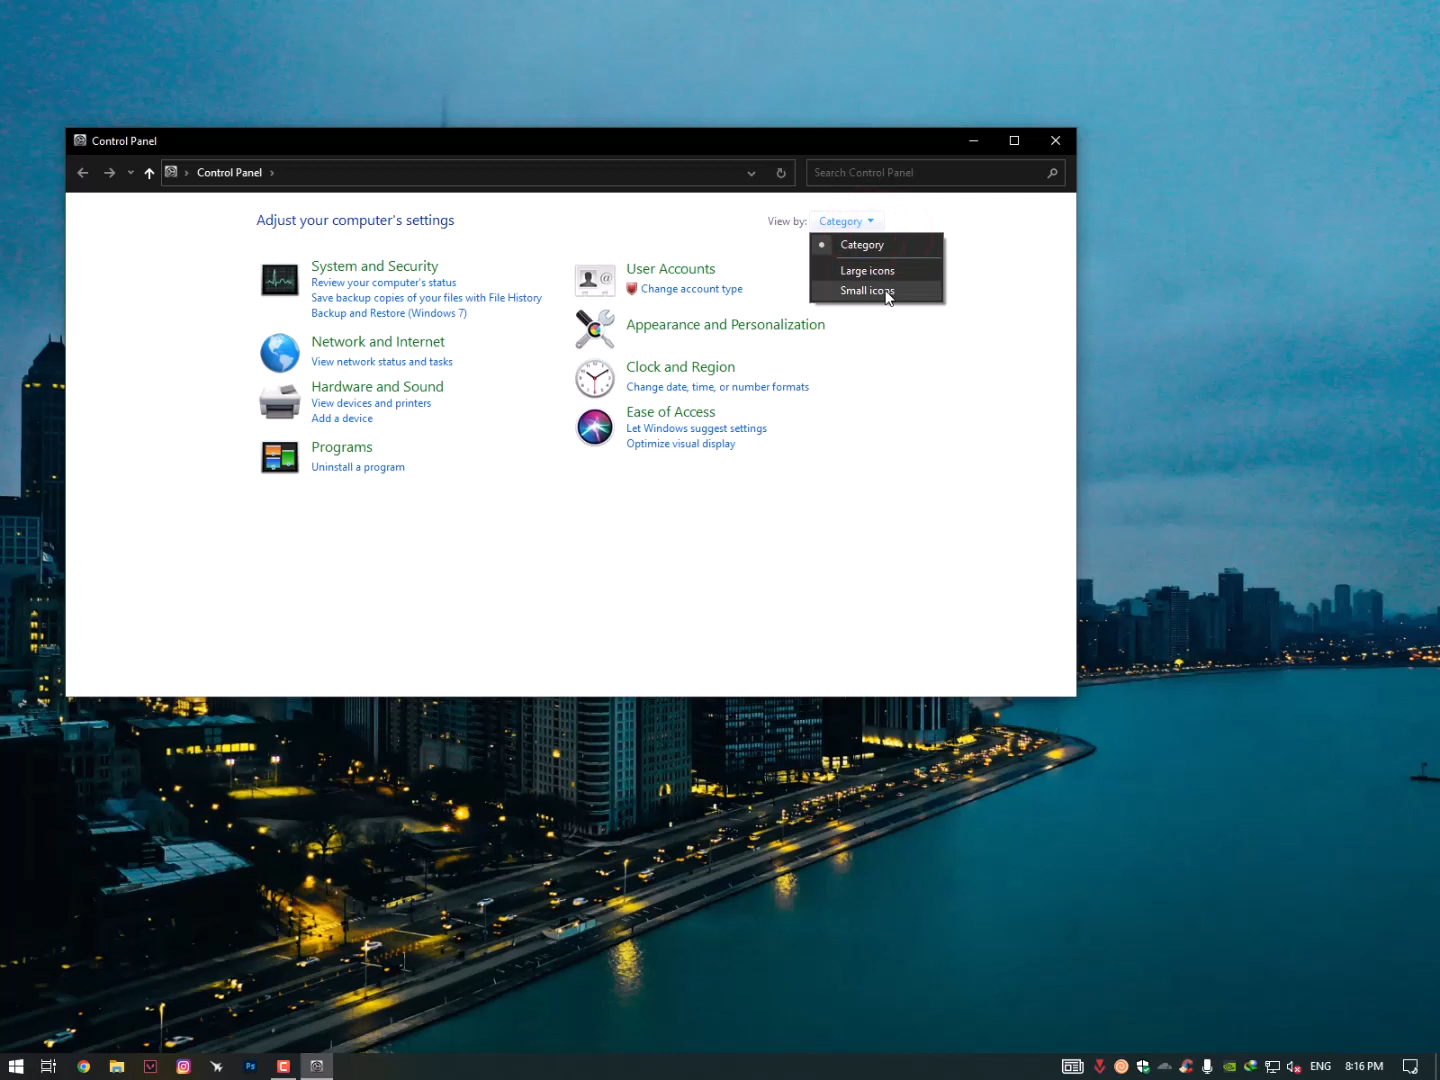 Control Panel
Control Panel
Search Control Panel
Adjust your computer's settings
View by: Category
Category
Large icons
Small icons
System and Security
Review your computer's status
Save backup copies of your files with File History
Backup and Restore (Windows 7)
Network and Internet
View network status and tasks
Hardware and Sound
View devices and printers
Add a device
Programs
Uninstall a program
User Accounts
Change account type
Appearance and Personalization
Clock and Region
Change date, time, or number formats
Ease of Access
Let Windows suggest settings
Optimize visual display
Ps
ENG
8:16 PM